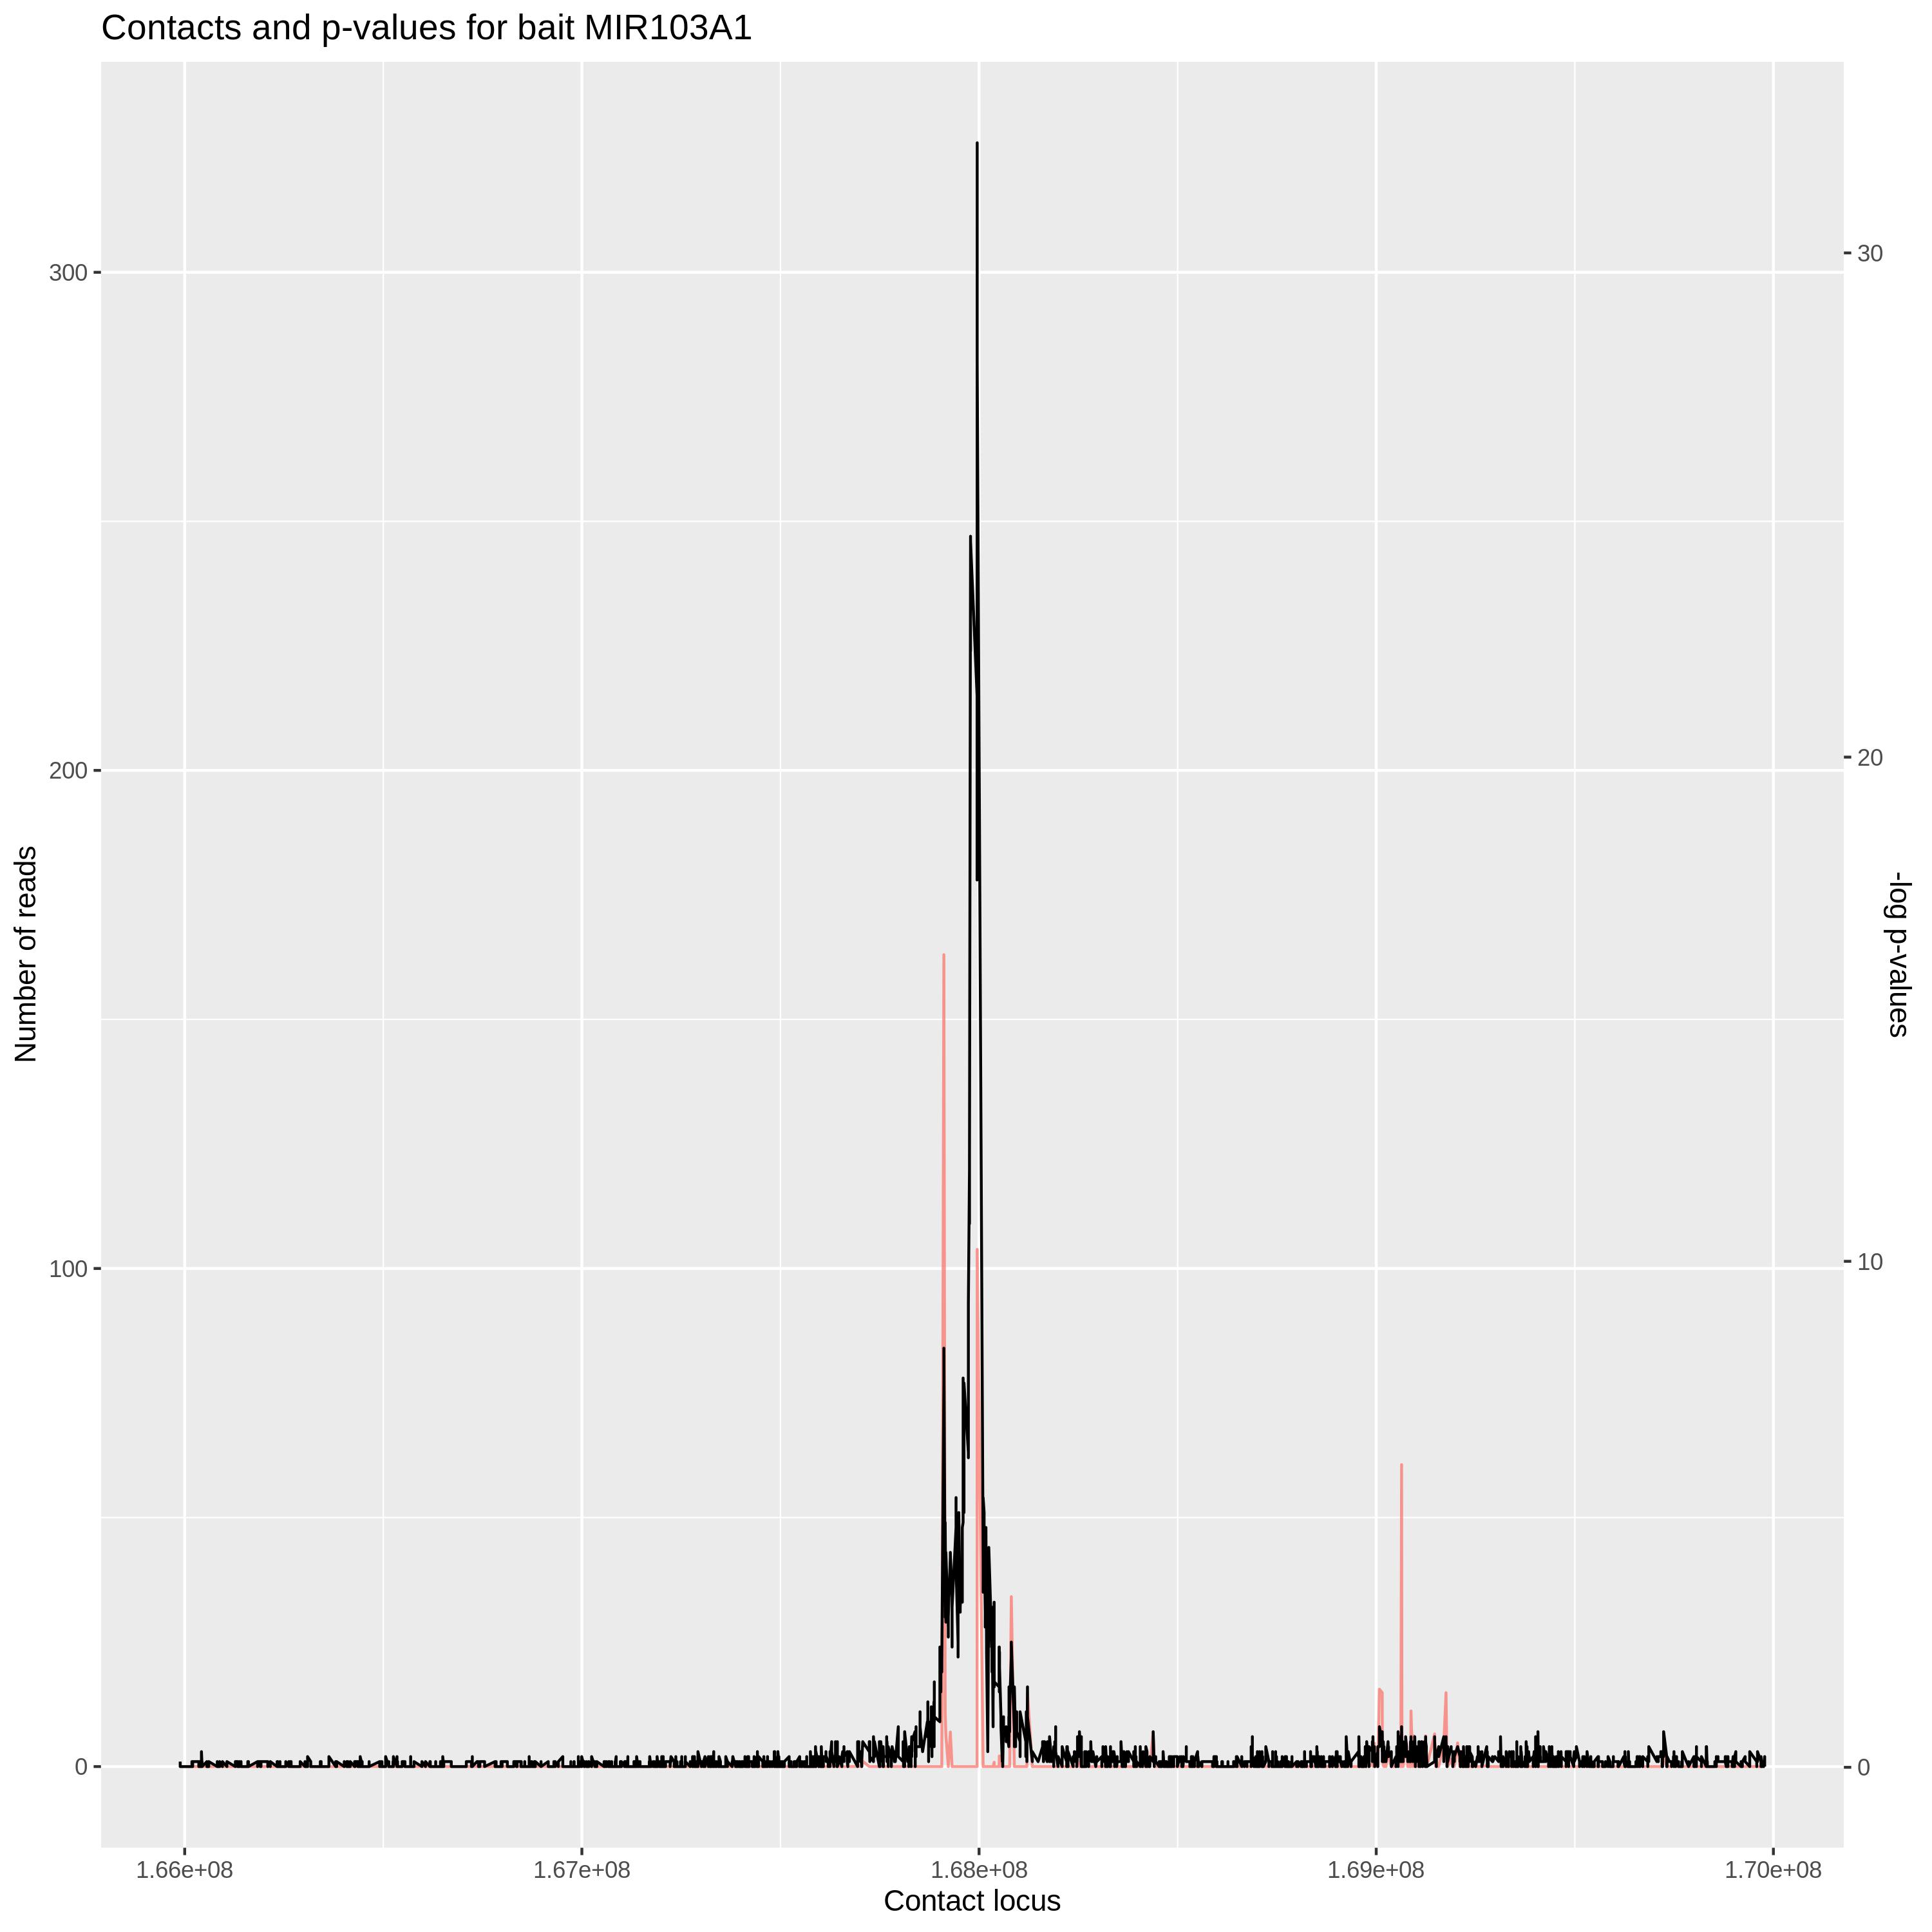 Contacts and p-values for bait MIR103A1
300
200
100
0
30
20
10
0
Number of reads
-log p-values
1.66e+08
1.67e+08
1.68e+08
1.69e+08
1.70e+08
Contact locus